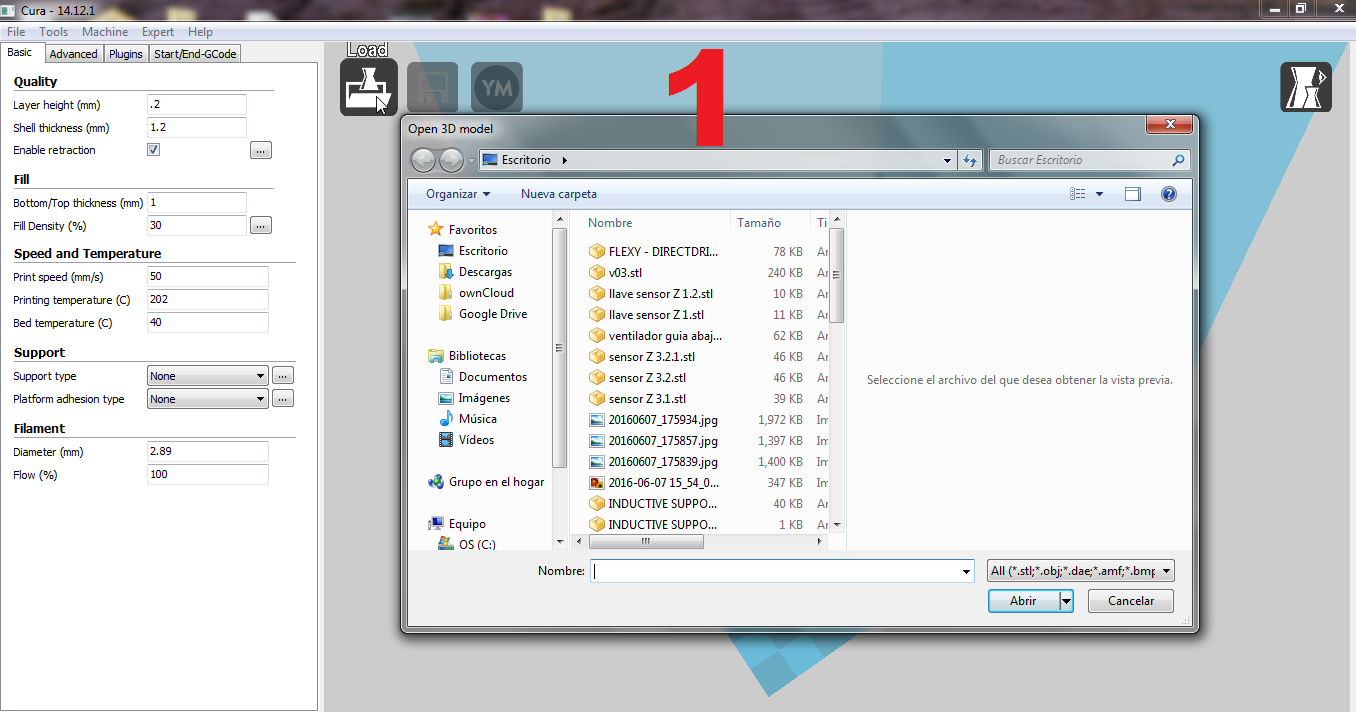 Cura - 14.12.1
File Tools Machine Expert Help
Basic Advanced Plugins Start/End-GCode
Quality
Layer height (mm) .2
Shell thickness (mm) 1.2
Enable retraction ...
Fill
Bottom/Top thickness (mm) 1
Fill Density (%) 30 ...
Speed and Temperature
Print speed (mm/s) 50
Printing temperature (C) 202
Bed temperature (C) 40
Support
Support type None ...
Platform adhesion type None ...
Filament
Diameter (mm) 2.89
Flow (%) 100
Load
YM
1
Open 3D model
Escritorio
Buscar Escritorio
Organizar Nueva carpeta
Favoritos
Escritorio
Descargas
ownCloud
Google Drive
Bibliotecas
Documentos
Imágenes
Música
Vídeos
Grupo en el hogar
Equipo
OS (C:)
Nombre Tamaño Ti
FLEXY - DIRECTDRI... 78 KB Ar
v03.stl 240 KB Ar
llave sensor Z 1.2.stl 10 KB Ar
llave sensor Z 1.stl 11 KB Ar
ventilador guia abaj... 62 KB Ar
sensor Z 3.2.1.stl 46 KB Ar
sensor Z 3.2.stl 46 KB Ar
sensor Z 3.1.stl 39 KB Ar
20160607_175934.jpg 1,972 KB Im
20160607_175857.jpg 1,397 KB Im
20160607_175839.jpg 1,400 KB Im
2016-06-07 15_54_0... 347 KB Im
INDUCTIVE SUPPO... 40 KB Ar
INDUCTIVE SUPPO... 1 KB Ar
Seleccione el archivo del que desea obtener la vista previa.
Nombre:
All (*.stl;*.obj;*.dae;*.amf;*.bmp
Abrir Cancelar